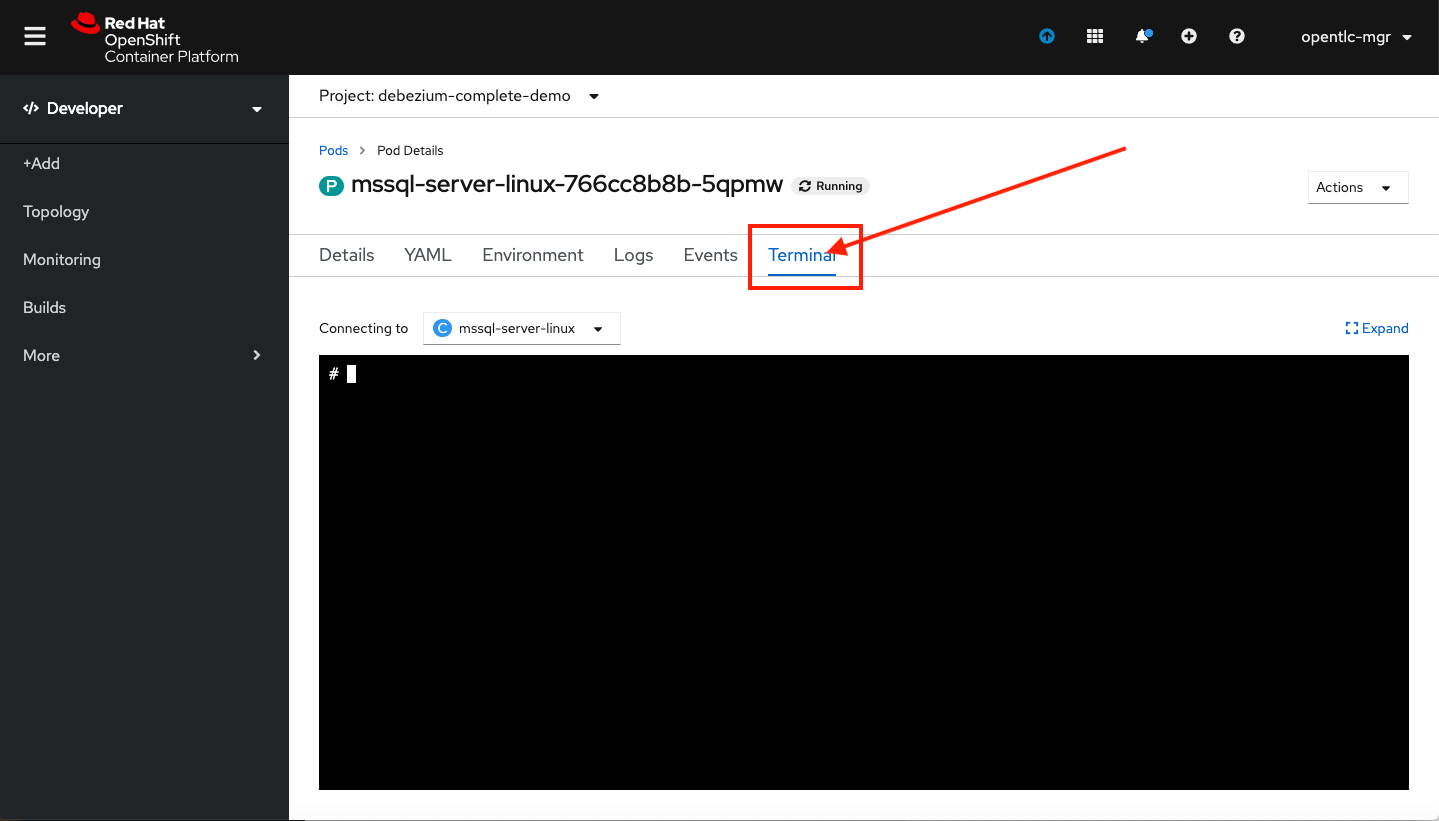 Red Hat
OpenShift
Container Platform
opentlc-mgr
</> Developer
+Add
Topology
Monitoring
Builds
More
Project: debezium-complete-demo
Pods > Pod Details
P mssql-server-linux-766cc8b8b-5qpmw Running
Actions
Details YAML Environment Logs Events Terminal
Connecting to C mssql-server-linux
Expand
#